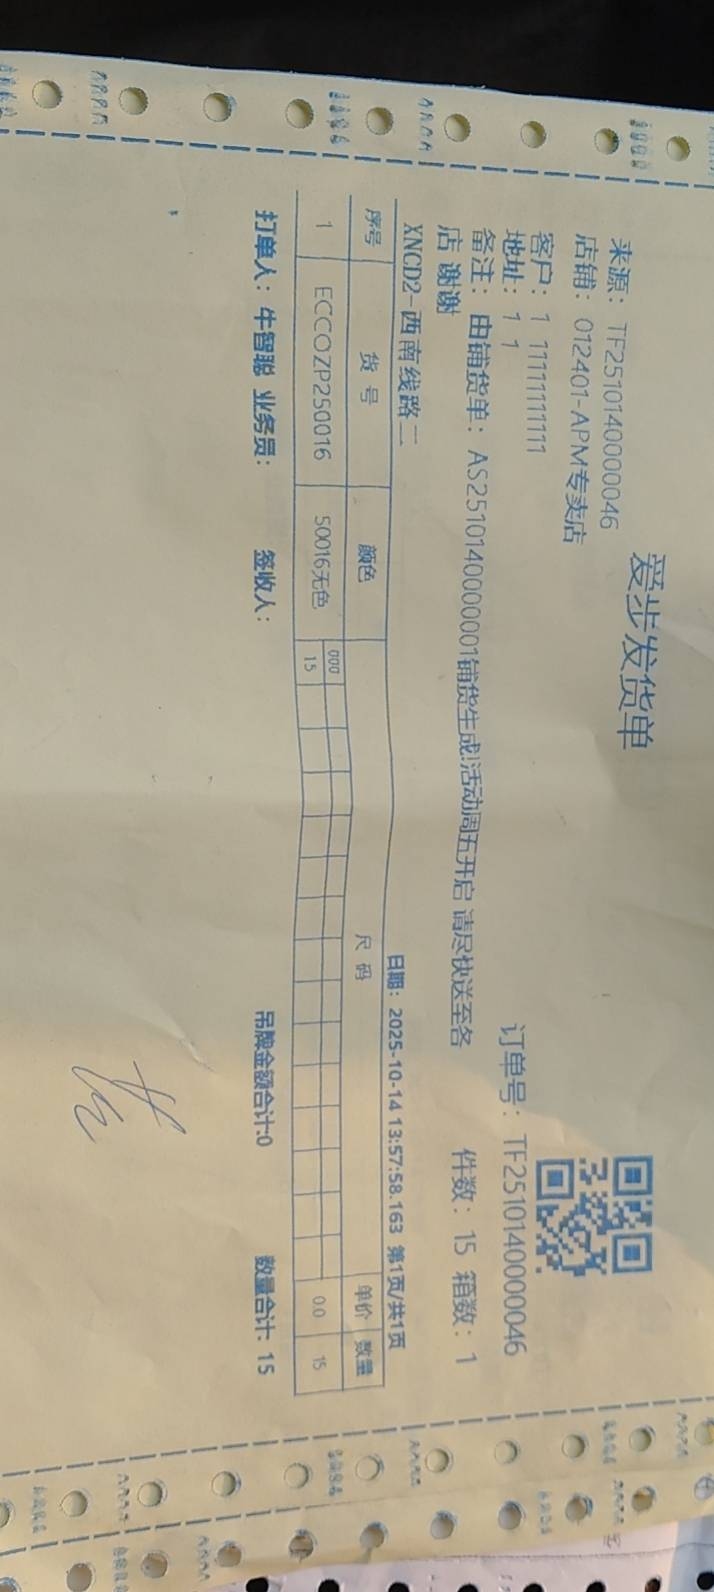 爱步发货单
来源：TF2510140000046
店铺：012401-APM专卖店
客户：1 11111111111
订单号：TF2510140000046
地址：1 1
备注：由铺货单：AS2510140000001铺货生成!活动周五开启 请尽快送至各
店 谢谢
件数：15 箱数：1
XNCD2-西南线路二
日期：2025-10-14 13:57:58.163 第1页/共1页
序号 货号 颜色 尺码 单价 数量
000
1 ECCOZP250016 50016无色 15 0.0 15
打单人：牛智聪 业务员： 签收人： 吊牌金额合计:0 数量合计：15